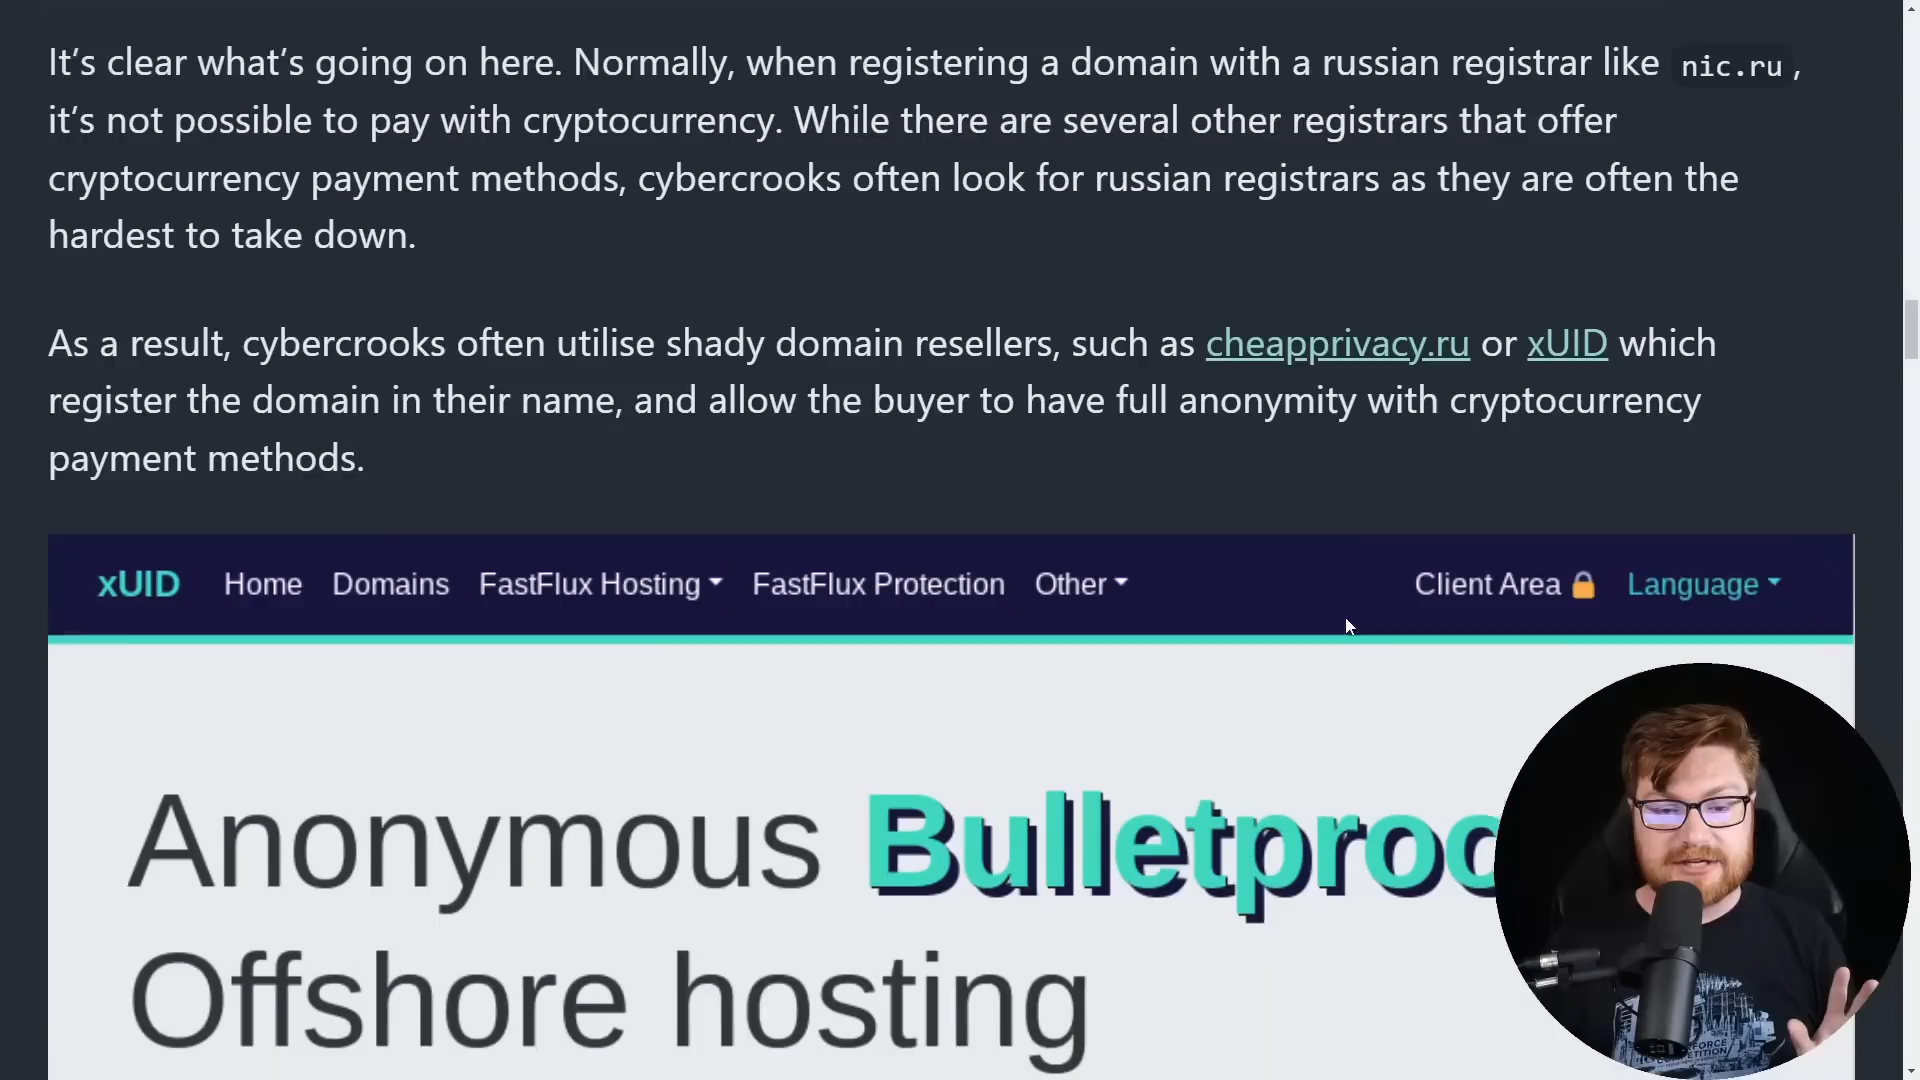 It’s clear what’s going on here. Normally, when registering a domain with a russian registrar like nic.ru,
it’s not possible to pay with cryptocurrency. While there are several other registrars that offer
cryptocurrency payment methods, cybercrooks often look for russian registrars as they are often the
hardest to take down.
As a result, cybercrooks often utilise shady domain resellers, such as cheapprivacy.ru or xUID which
register the domain in their name, and allow the buyer to have full anonymity with cryptocurrency
payment methods.
xUID Home Domains FastFlux Hosting FastFlux Protection Other Client Area Language
Anonymous Bulletproo
Offshore hosting